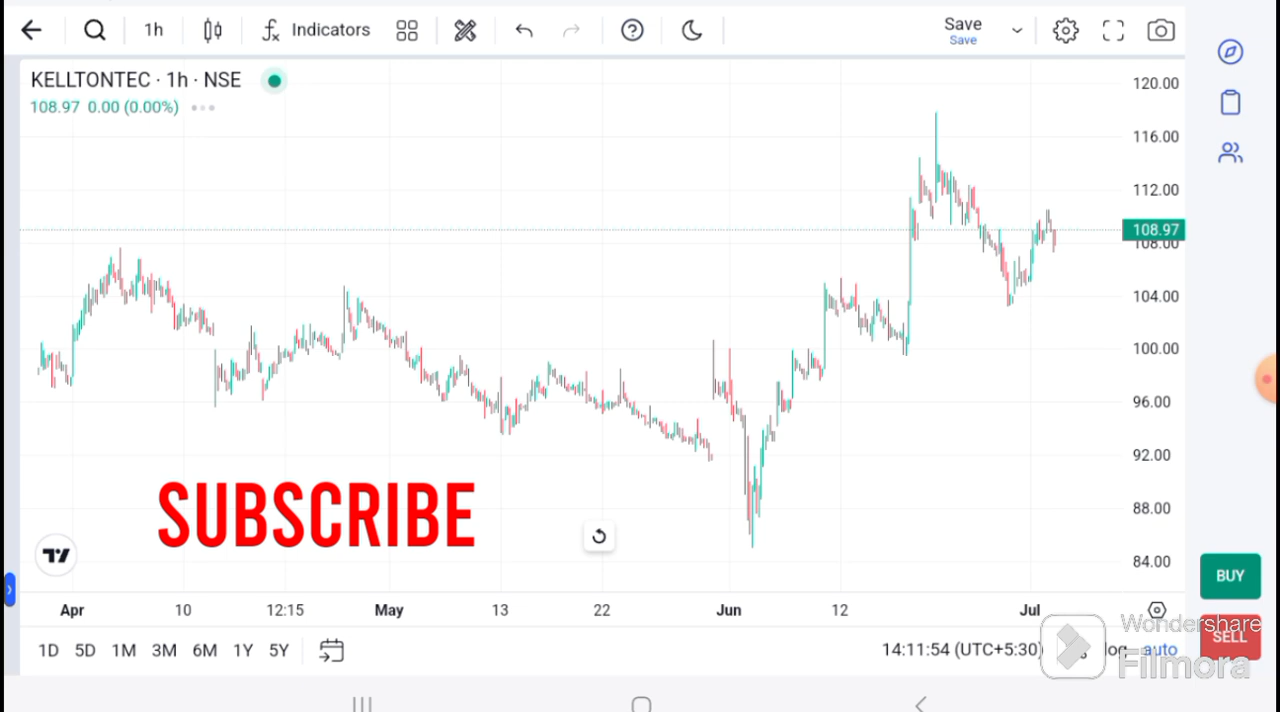 1h
Indicators
Save
Save
KELLTONTEC · 1h · NSE
108.97 0.00 (0.00%)
120.00
116.00
112.00
108.97
108.00
104.00
100.00
96.00
92.00
88.00
84.00
SUBSCRIBE
BUY
SELL
Apr 10 12:15 May 13 22 Jun 12 Jul
1D 5D 1M 3M 6M 1Y 5Y
14:11:54 (UTC+5:30)
log auto
Wondershare
Filmora